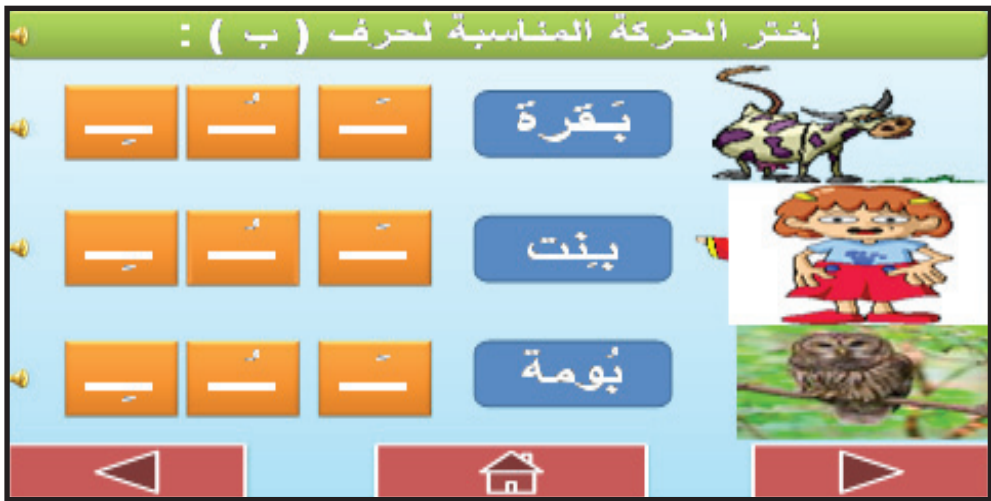 إختر الحركة المناسبة لحرف ( ب ) :
بَقرة ـَـ ـُـ ـِـ
بِنت ـَـ ـُـ ـِـ
بُومة ـَـ ـُـ ـِـ